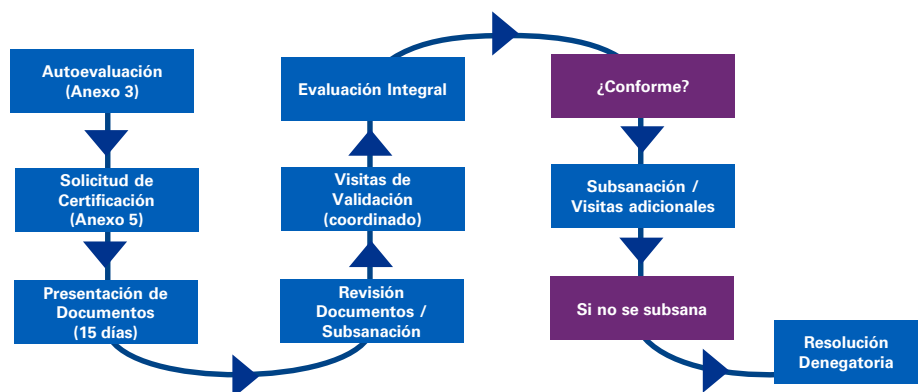 Autoevaluación
(Anexo 3)
Solicitud de
Certificación
(Anexo 5)
Presentación de
Documentos
(15 días)
Revisión
Documentos /
Subsanación
Visitas de
Validación
(coordinado)
Evaluación Integral
¿Conforme?
Subsanación /
Visitas adicionales
Si no se subsana
Resolución
Denegatoria